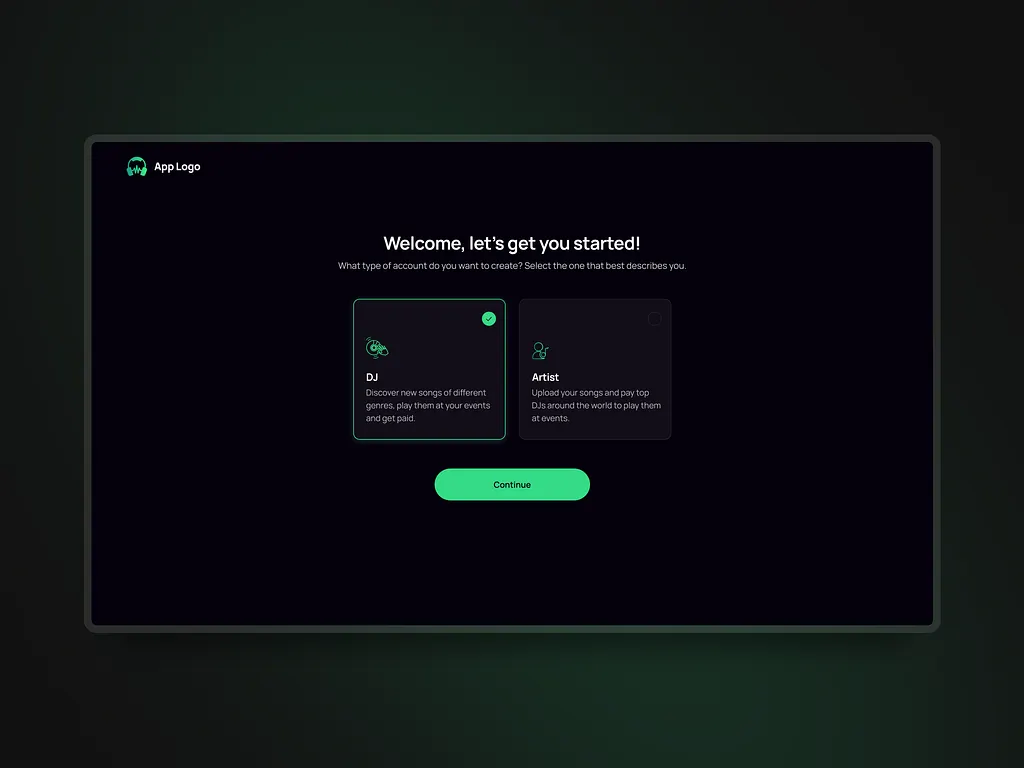 App Logo
Welcome, let's get you started!
What type of account do you want to create? Select the one that best describes you.
DJ
Discover new songs of different
genres, play them at your events
and get paid.
Artist
Upload your songs and pay top
DJs around the world to play them
at events.
Continue